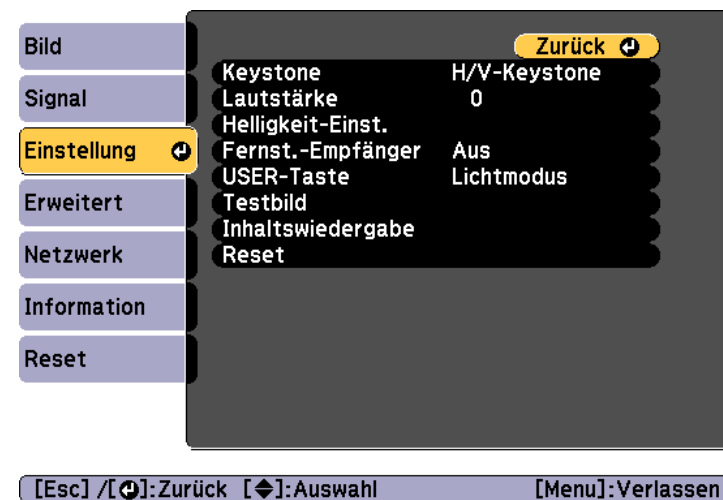 Bild
Signal
Einstellung
Erweitert
Netzwerk
Information
Reset
Zurück
Keystone H/V-Keystone
Lautstärke 0
Helligkeit-Einst.
Fernst.-Empfänger Aus
USER-Taste Lichtmodus
Testbild
Inhaltswiedergabe
Reset
[Esc] /[⏎]:Zurück [◆]:Auswahl [Menu]:Verlassen